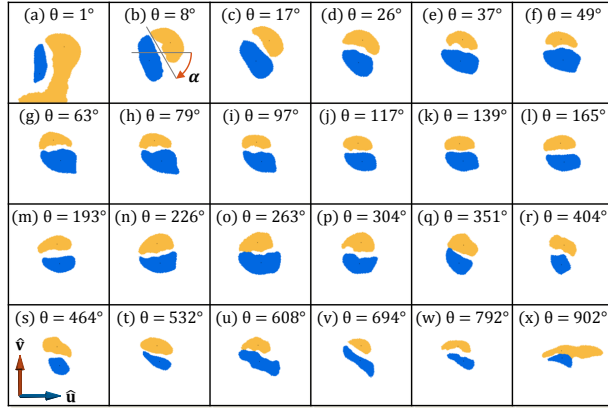 (a) θ = 1°
(b) θ = 8°
(c) θ = 17°
(d) θ = 26°
(e) θ = 37°
(f) θ = 49°
α
(g) θ = 63°
(h) θ = 79°
(i) θ = 97°
(j) θ = 117°
(k) θ = 139°
(l) θ = 165°
(m) θ = 193°
(n) θ = 226°
(o) θ = 263°
(p) θ = 304°
(q) θ = 351°
(r) θ = 404°
(s) θ = 464°
(t) θ = 532°
(u) θ = 608°
(v) θ = 694°
(w) θ = 792°
(x) θ = 902°
v̂
û